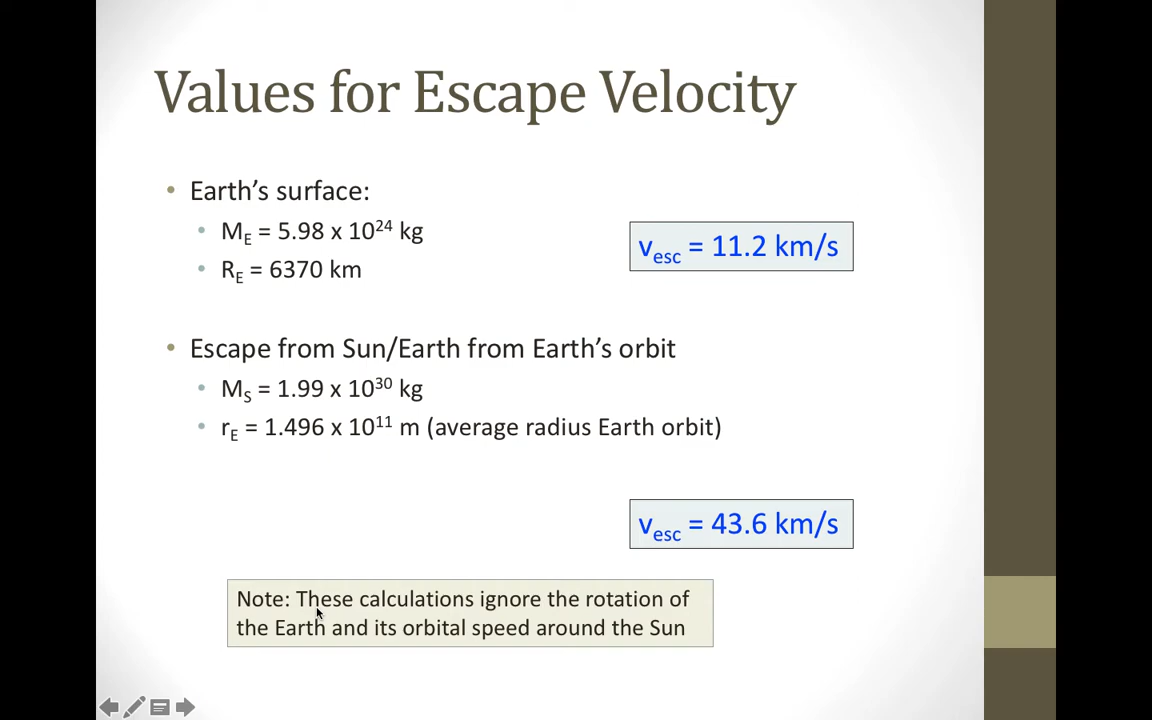 Values for Escape Velocity
• Earth’s surface:
• M_E = 5.98 x 10^24 kg
• R_E = 6370 km
v_esc = 11.2 km/s
• Escape from Sun/Earth from Earth’s orbit
• M_S = 1.99 x 10^30 kg
• r_E = 1.496 x 10^11 m (average radius Earth orbit)
v_esc = 43.6 km/s
Note: These calculations ignore the rotation of
the Earth and its orbital speed around the Sun